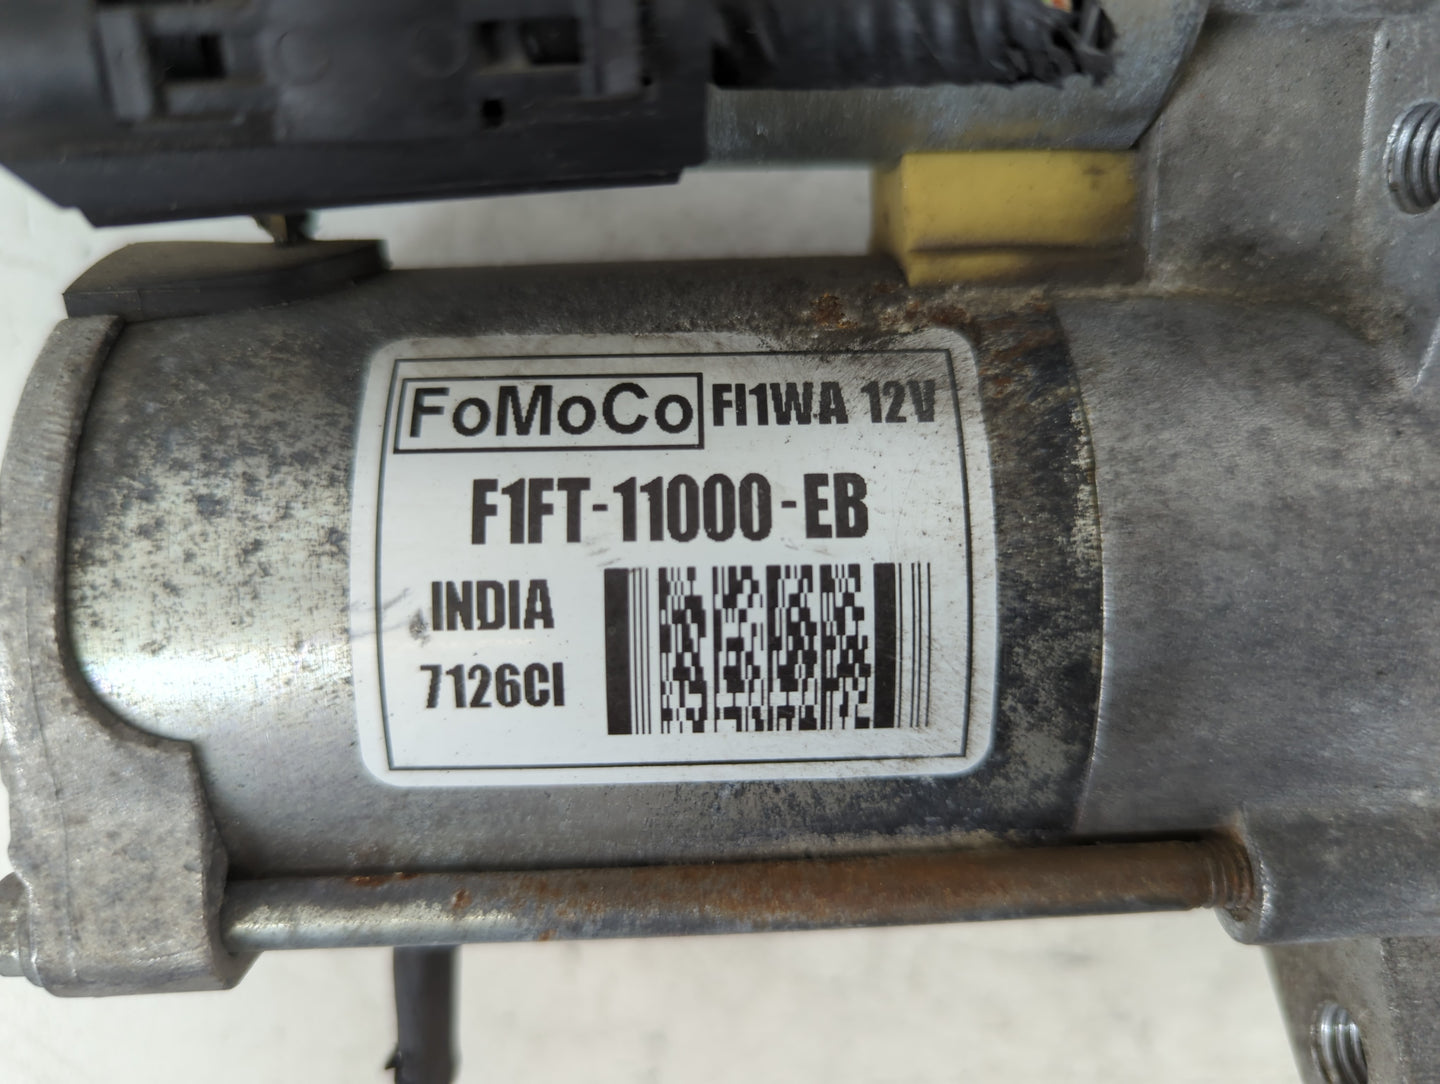 FoMoCo FI1WA 12V
F1FT-11000-EB
INDIA
7126CI